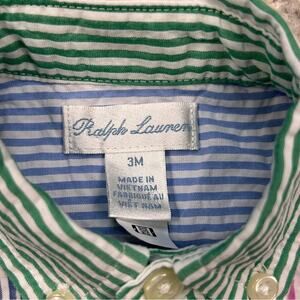 Ralph Lauren
3M
MADE IN
VIETNAM
FABRIQUÉ AU
VIET NAM